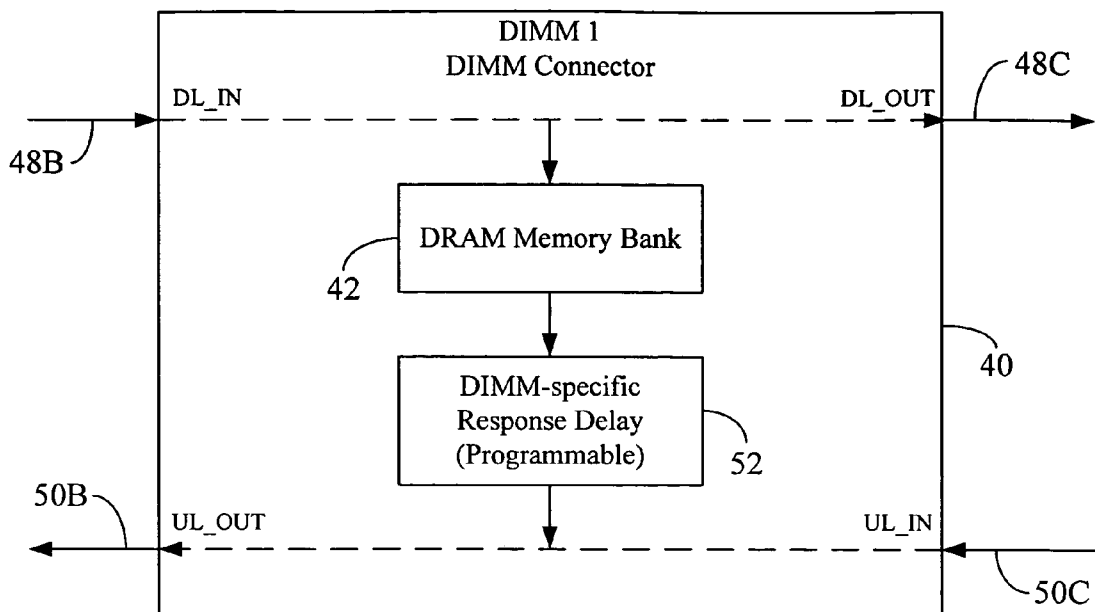 DIMM 1
DIMM Connector
48C
DL_IN
DL_OUT
48B
DRAM Memory Bank
42
40
DIMM-specific
Response Delay
(Programmable)
52
50B
UL_OUT
UL_IN
50C